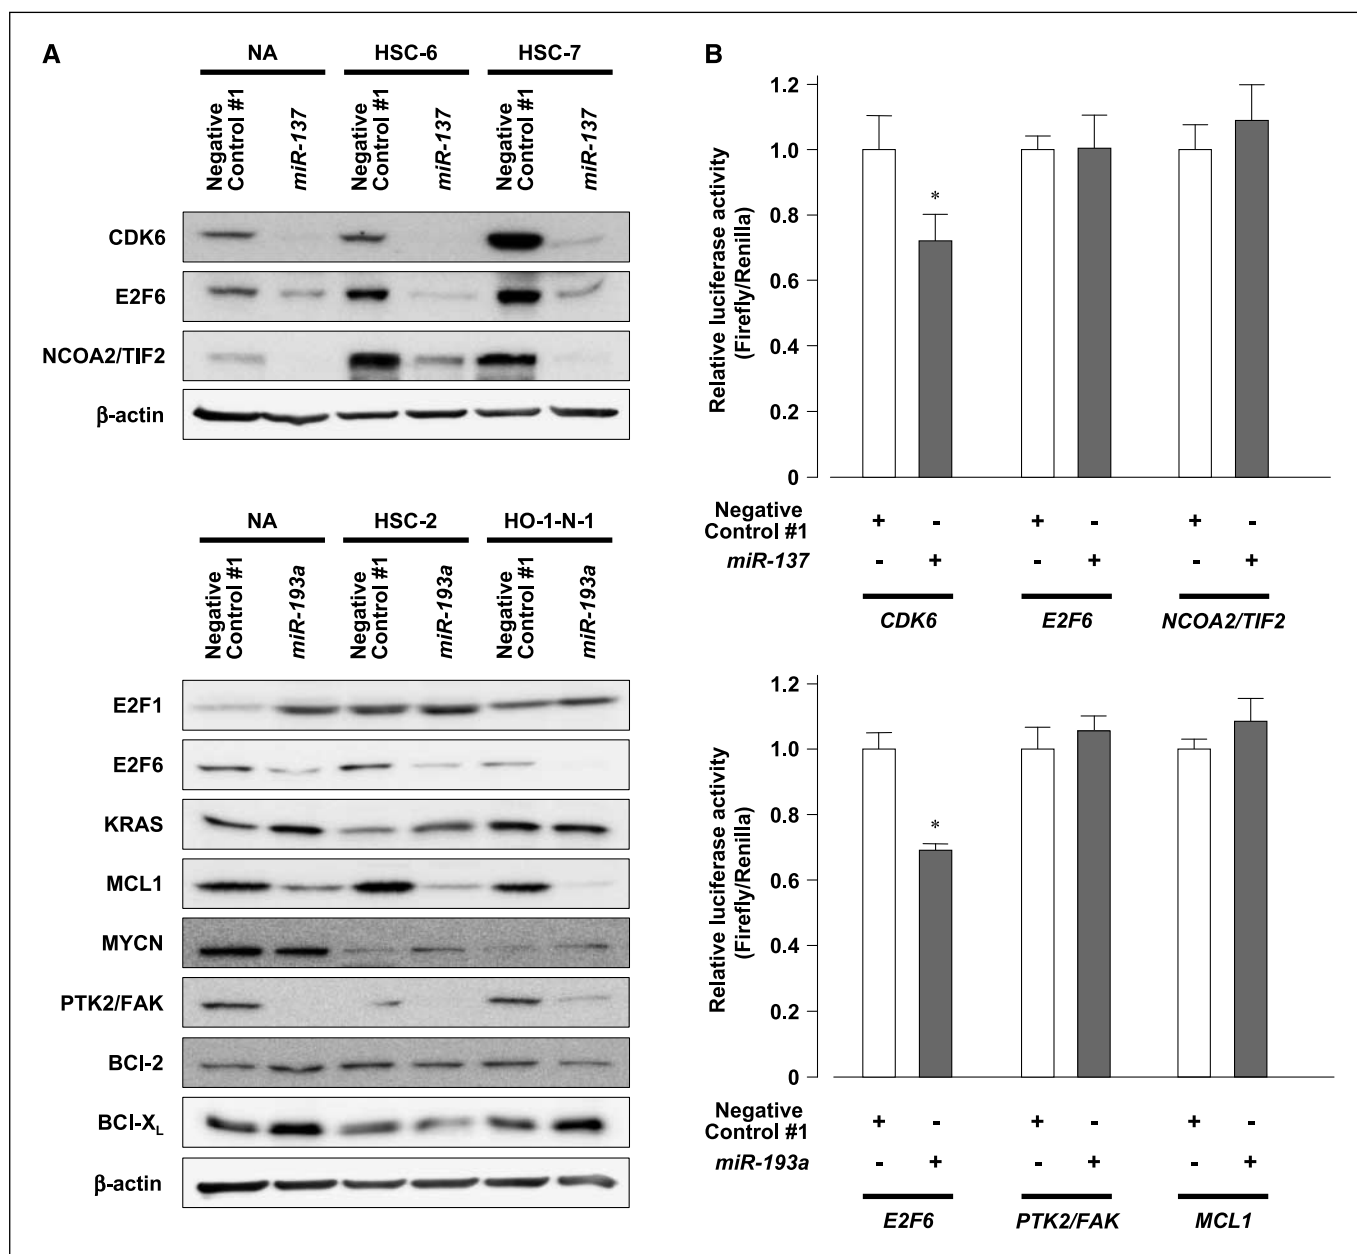 A
NA HSC-6 HSC-7
Negative
Control #1
miR-137
Negative
Control #1
miR-137
Negative
Control #1
miR-137
CDK6
E2F6
NCOA2/TIF2
β-actin
NA HSC-2 HO-1-N-1
Negative
Control #1
miR-193a
Negative
Control #1
miR-193a
Negative
Control #1
miR-193a
E2F1
E2F6
KRAS
MCL1
MYCN
PTK2/FAK
BCl-2
BCl-XL
β-actin
B
Relative luciferase activity
(Firefly/Renilla)
1.2
1.0
0.8
0.6
0.4
0.2
0
*
Negative
Control #1 + - + - + -
miR-137 - + - + - +
CDK6 E2F6 NCOA2/TIF2
Relative luciferase activity
(Firefly/Renilla)
1.2
1.0
0.8
0.6
0.4
0.2
0
*
Negative
Control #1 + - + - + -
miR-193a - + - + - +
E2F6 PTK2/FAK MCL1